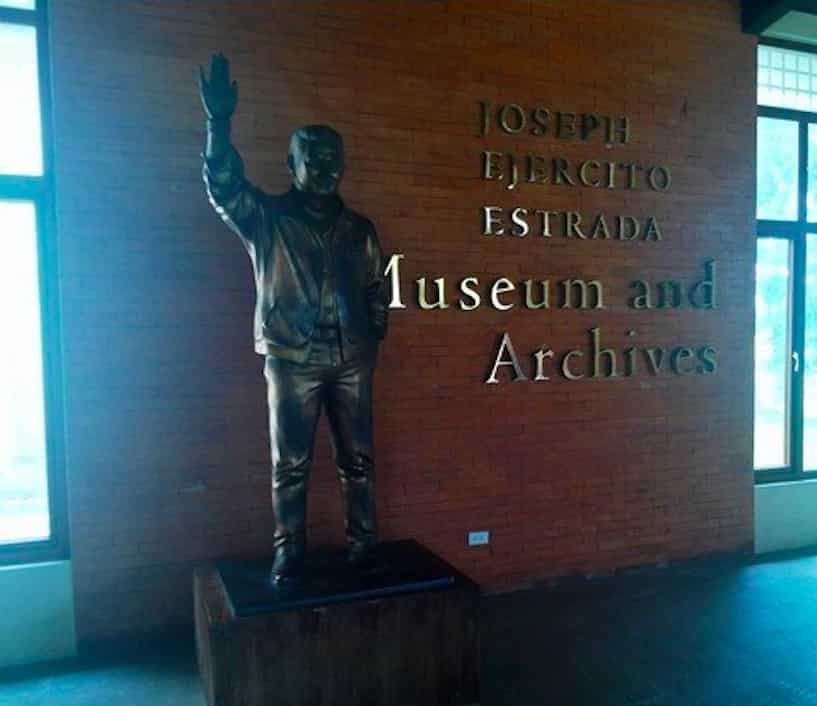 JOSEPH
EJERCITO
ESTRADA
Museum and
Archives